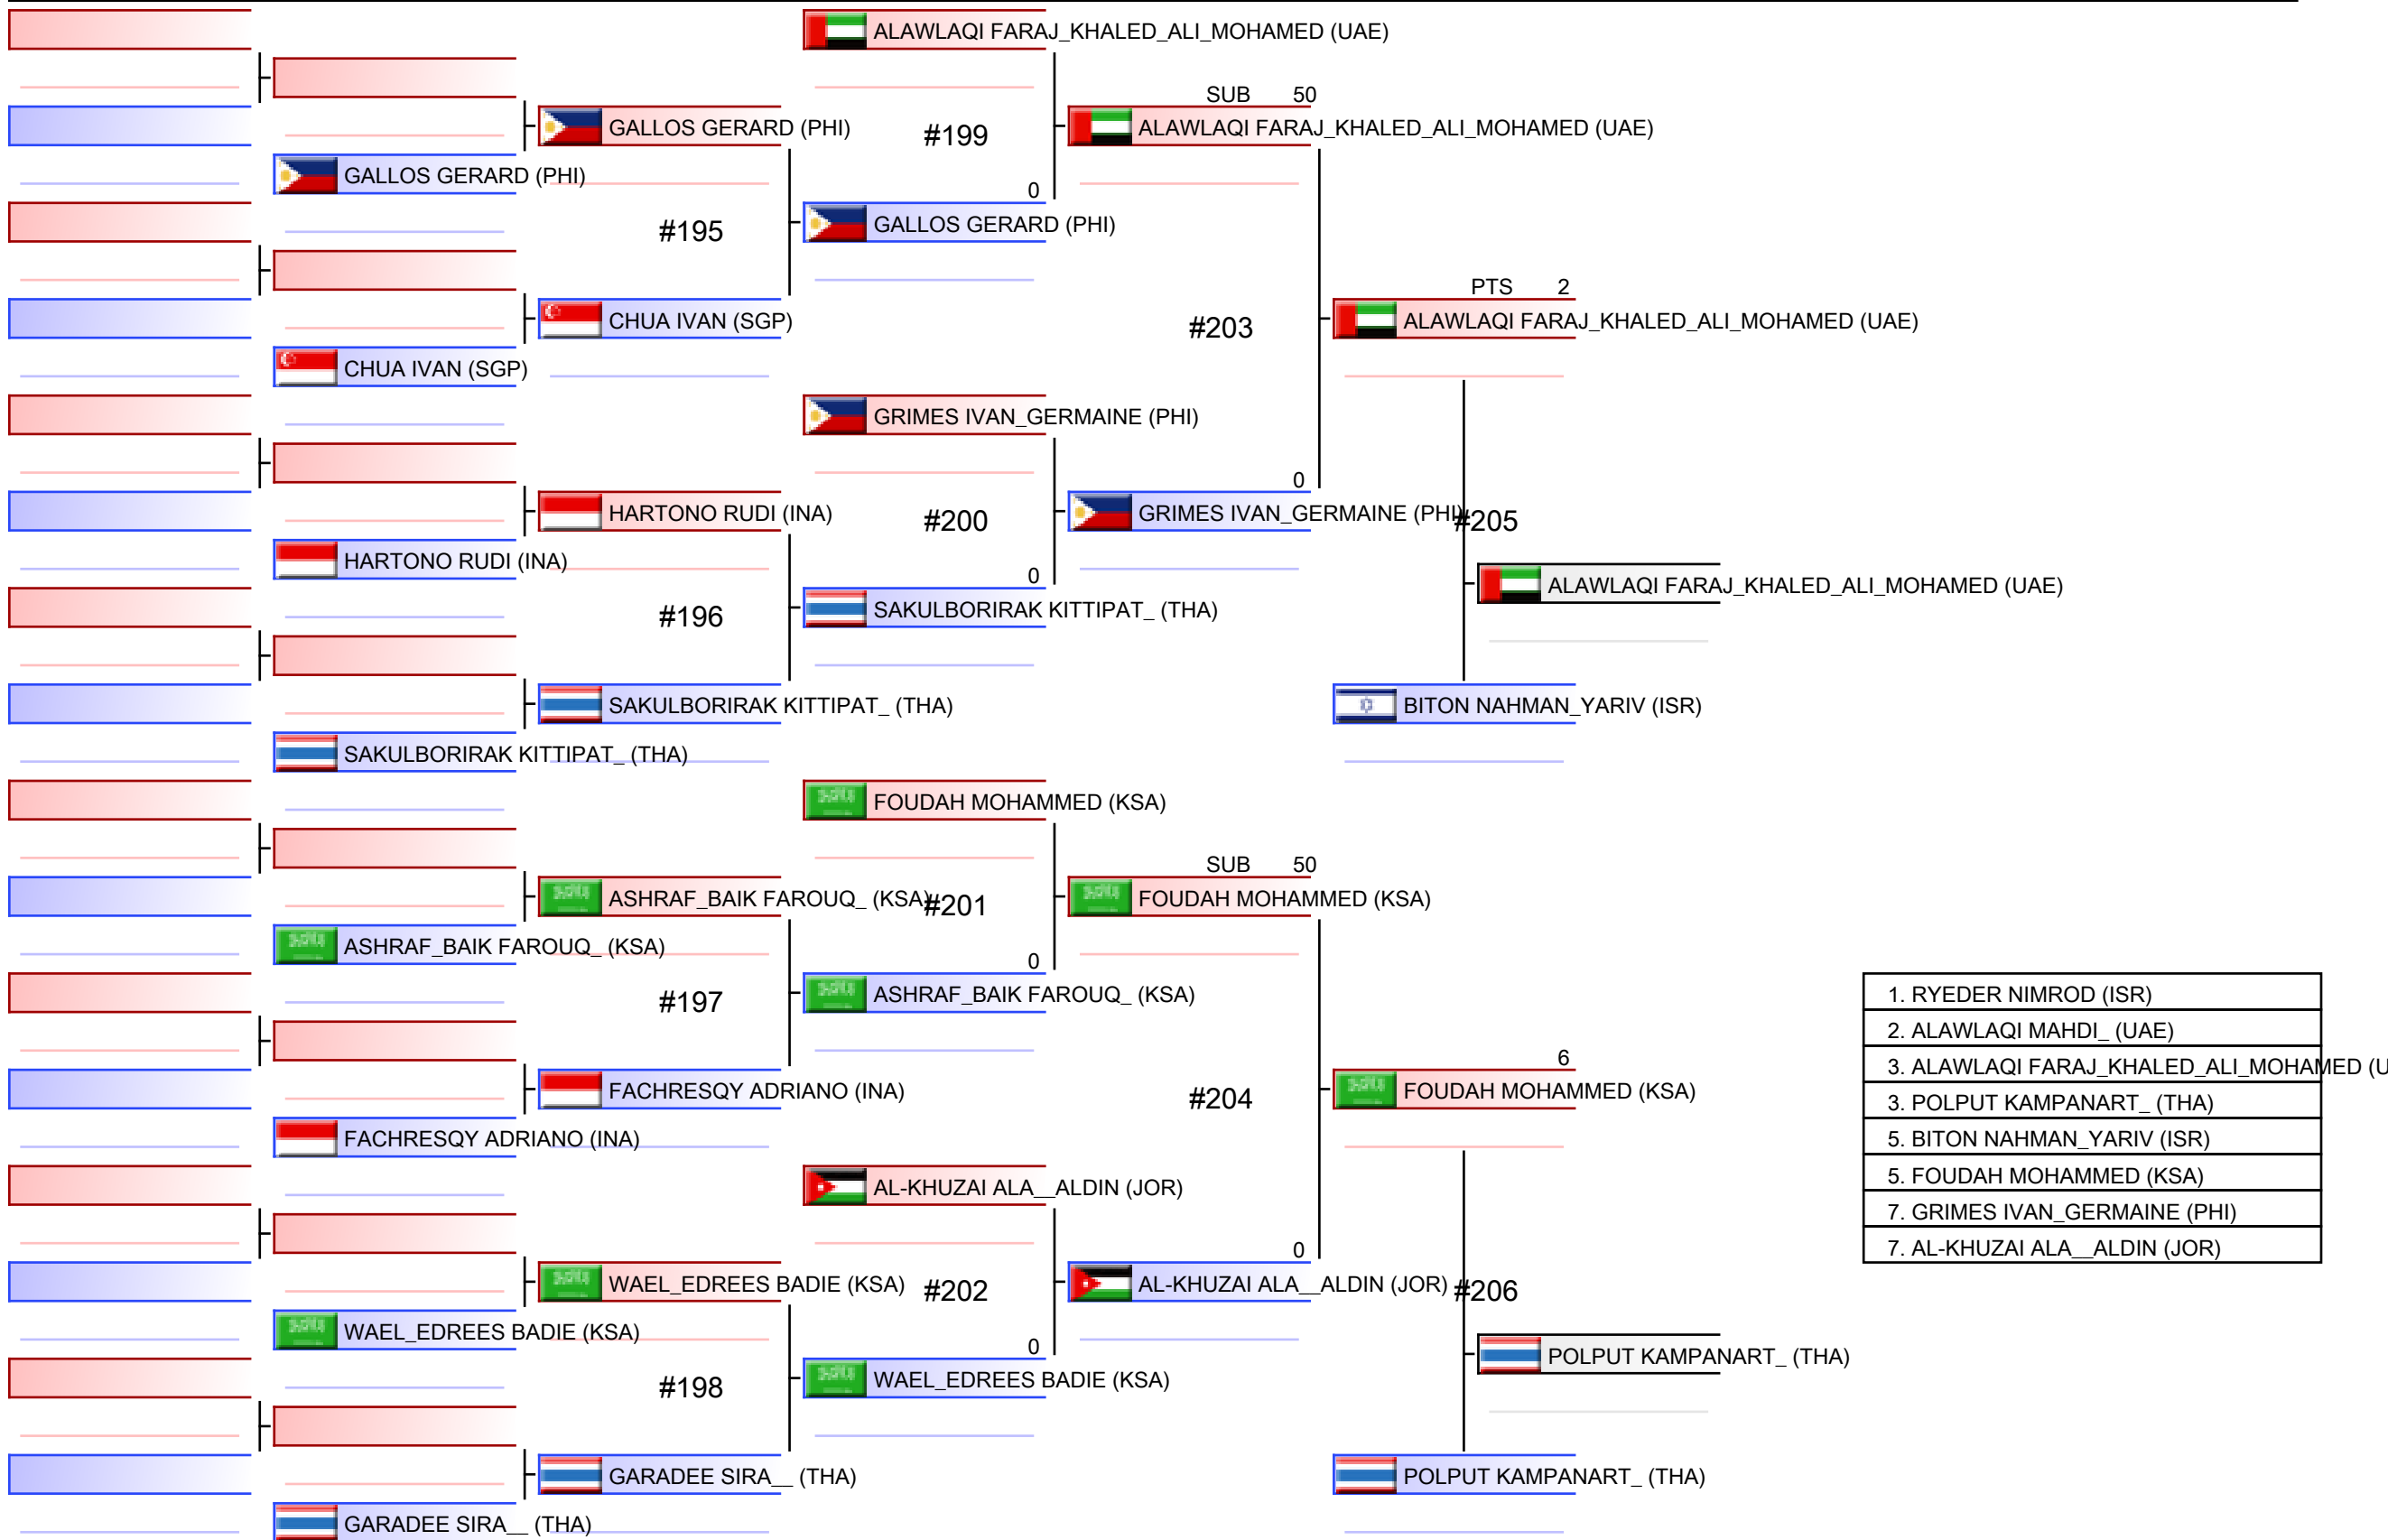 ALAWLAQI FARAJ_KHALED_ALI_MOHAMED (UAE)
SUB 50
GALLOS GERARD (PHI)
#199
ALAWLAQI FARAJ_KHALED_ALI_MOHAMED (UAE)
GALLOS GERARD (PHI)
0
#195
GALLOS GERARD (PHI)
PTS 2
CHUA IVAN (SGP)
#203
ALAWLAQI FARAJ_KHALED_ALI_MOHAMED (UAE)
CHUA IVAN (SGP)
GRIMES IVAN_GERMAINE (PHI)
0
HARTONO RUDI (INA)
#200
GRIMES IVAN_GERMAINE (PHI)
#205
HARTONO RUDI (INA)
0
ALAWLAQI FARAJ_KHALED_ALI_MOHAMED (UAE)
#196
SAKULBORIRAK KITTIPAT_ (THA)
SAKULBORIRAK KITTIPAT_ (THA)
BITON NAHMAN_YARIV (ISR)
SAKULBORIRAK KITTIPAT_ (THA)
FOUDAH MOHAMMED (KSA)
SUB 50
ASHRAF_BAIK FAROUQ_ (KSA)
#201
FOUDAH MOHAMMED (KSA)
ASHRAF_BAIK FAROUQ_ (KSA)
0
#197
ASHRAF_BAIK FAROUQ_ (KSA)
1. RYEDER NIMROD (ISR)
2. ALAWLAQI MAHDI_ (UAE)
6
3. ALAWLAQI FARAJ_KHALED_ALI_MOHAMED (U
FACHRESQY ADRIANO (INA)
#204
FOUDAH MOHAMMED (KSA)
3. POLPUT KAMPANART_ (THA)
FACHRESQY ADRIANO (INA)
5. BITON NAHMAN_YARIV (ISR)
5. FOUDAH MOHAMMED (KSA)
AL-KHUZAI ALA__ALDIN (JOR)
7. GRIMES IVAN_GERMAINE (PHI)
0
7. AL-KHUZAI ALA__ALDIN (JOR)
WAEL_EDREES BADIE (KSA)
#202
AL-KHUZAI ALA__ALDIN (JOR)
#206
WAEL_EDREES BADIE (KSA)
0
POLPUT KAMPANART_ (THA)
#198
WAEL_EDREES BADIE (KSA)
GARADEE SIRA__ (THA)
POLPUT KAMPANART_ (THA)
GARADEE SIRA__ (THA)